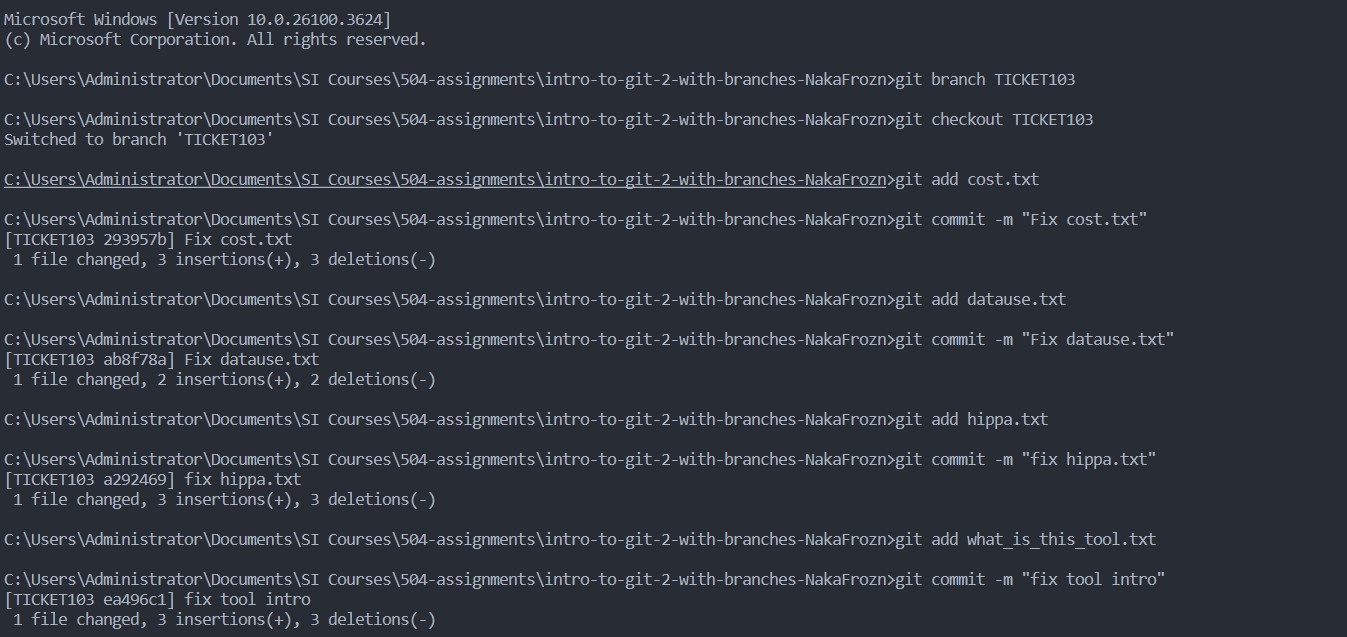 Microsoft Windows [Version 10.0.26100.3624]
(c) Microsoft Corporation. All rights reserved.
C:\Users\Administrator\Documents\SI Courses\504-assignments\intro-to-git-2-with-branches-NakaFrozn>git branch TICKET103
C:\Users\Administrator\Documents\SI Courses\504-assignments\intro-to-git-2-with-branches-NakaFrozn>git checkout TICKET103
Switched to branch 'TICKET103'
C:\Users\Administrator\Documents\SI Courses\504-assignments\intro-to-git-2-with-branches-NakaFrozn>git add cost.txt
C:\Users\Administrator\Documents\SI Courses\504-assignments\intro-to-git-2-with-branches-NakaFrozn>git commit -m "Fix cost.txt"
[TICKET103 293957b] Fix cost.txt
 1 file changed, 3 insertions(+), 3 deletions(-)
C:\Users\Administrator\Documents\SI Courses\504-assignments\intro-to-git-2-with-branches-NakaFrozn>git add datause.txt
C:\Users\Administrator\Documents\SI Courses\504-assignments\intro-to-git-2-with-branches-NakaFrozn>git commit -m "Fix datause.txt"
[TICKET103 ab8f78a] Fix datause.txt
 1 file changed, 2 insertions(+), 2 deletions(-)
C:\Users\Administrator\Documents\SI Courses\504-assignments\intro-to-git-2-with-branches-NakaFrozn>git add hippa.txt
C:\Users\Administrator\Documents\SI Courses\504-assignments\intro-to-git-2-with-branches-NakaFrozn>git commit -m "fix hippa.txt"
[TICKET103 a292469] fix hippa.txt
 1 file changed, 3 insertions(+), 3 deletions(-)
C:\Users\Administrator\Documents\SI Courses\504-assignments\intro-to-git-2-with-branches-NakaFrozn>git add what_is_this_tool.txt
C:\Users\Administrator\Documents\SI Courses\504-assignments\intro-to-git-2-with-branches-NakaFrozn>git commit -m "fix tool intro"
[TICKET103 ea496c1] fix tool intro
 1 file changed, 3 insertions(+), 3 deletions(-)